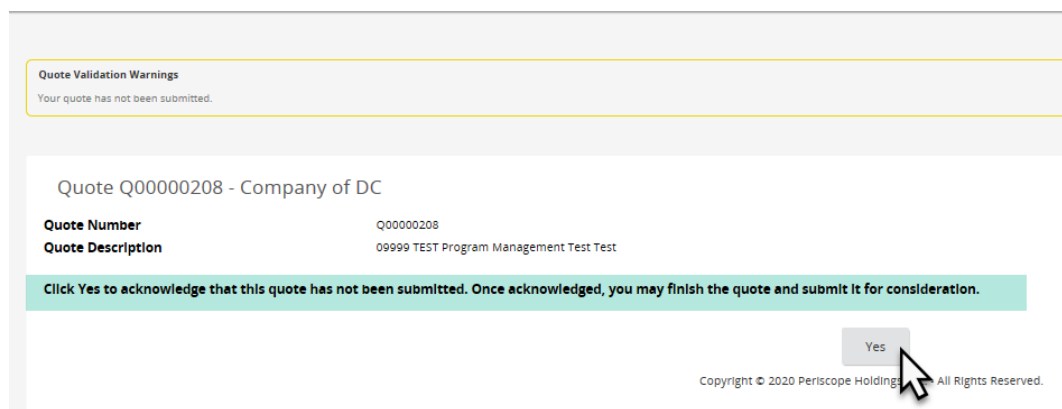 Quote Validation Warnings
Your quote has not been submitted.
Quote Q00000208 - Company of DC
Quote Number Q00000208
Quote Description 09999 TEST Program Management Test Test
Click Yes to acknowledge that this quote has not been submitted. Once acknowledged, you may finish the quote and submit it for consideration.
Yes
Copyright © 2020 Periscope Holdings All Rights Reserved.